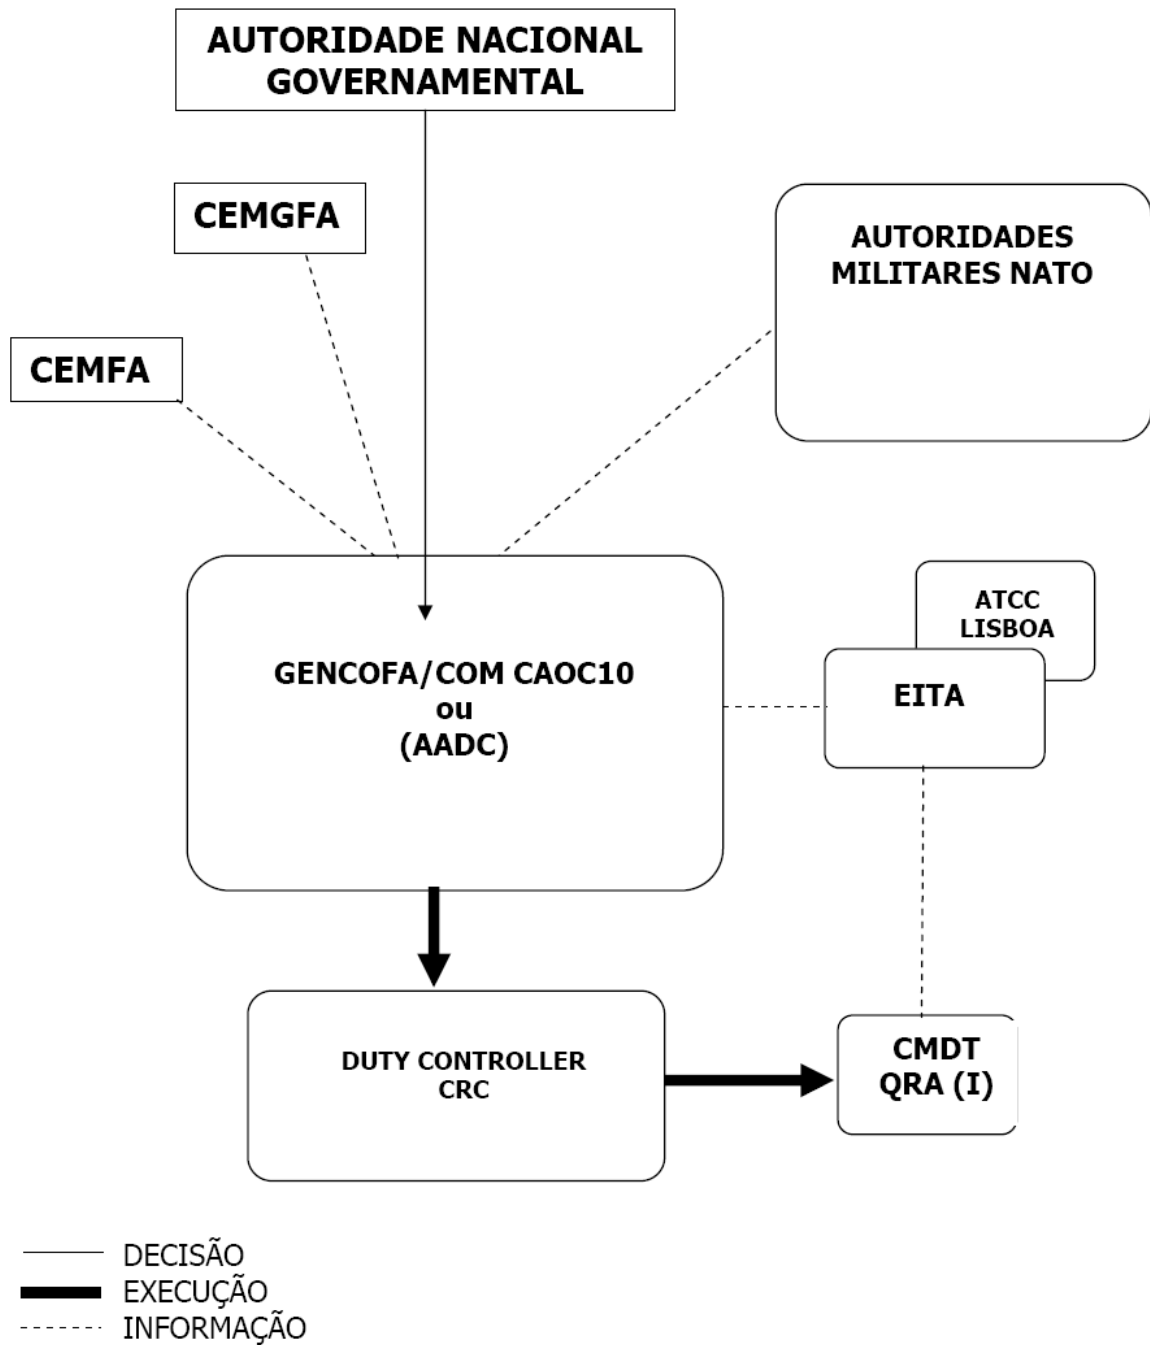 AUTORIDADE NACIONAL
GOVERNAMENTAL
CEMGFA
AUTORIDADES
MILITARES NATO
CEMFA
ATCC
LISBOA
EITA
GENCOFA/COM CAOC10
ou
(AADC)
DUTY CONTROLLER
CRC
CMDT
QRA (I)
DECISÃO
EXECUÇÃO
INFORMAÇÃO